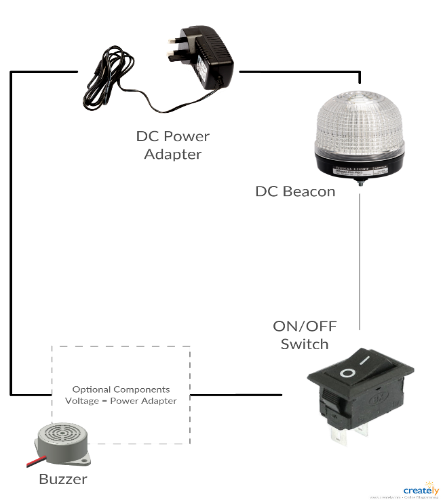 DC Power
Adapter
DC Beacon
ON/OFF
Switch
Optional Components
Voltage = Power Adapter
Buzzer
creately